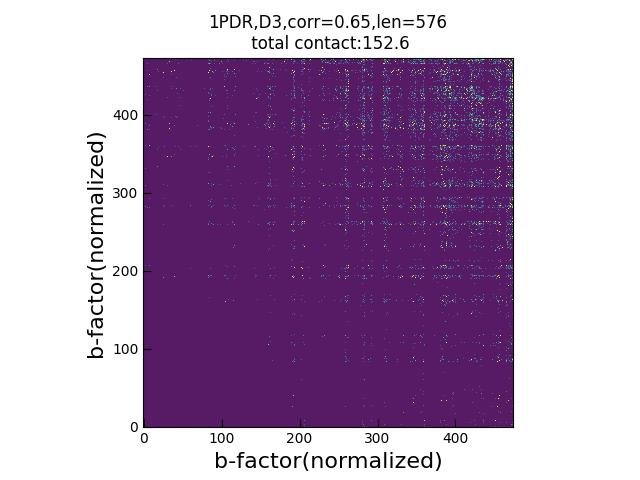 1PDR,D3,corr=0.65,len=576
total contact:152.6
b-factor(normalized)
400
300
200
100
0
0 100 200 300 400
b-factor(normalized)